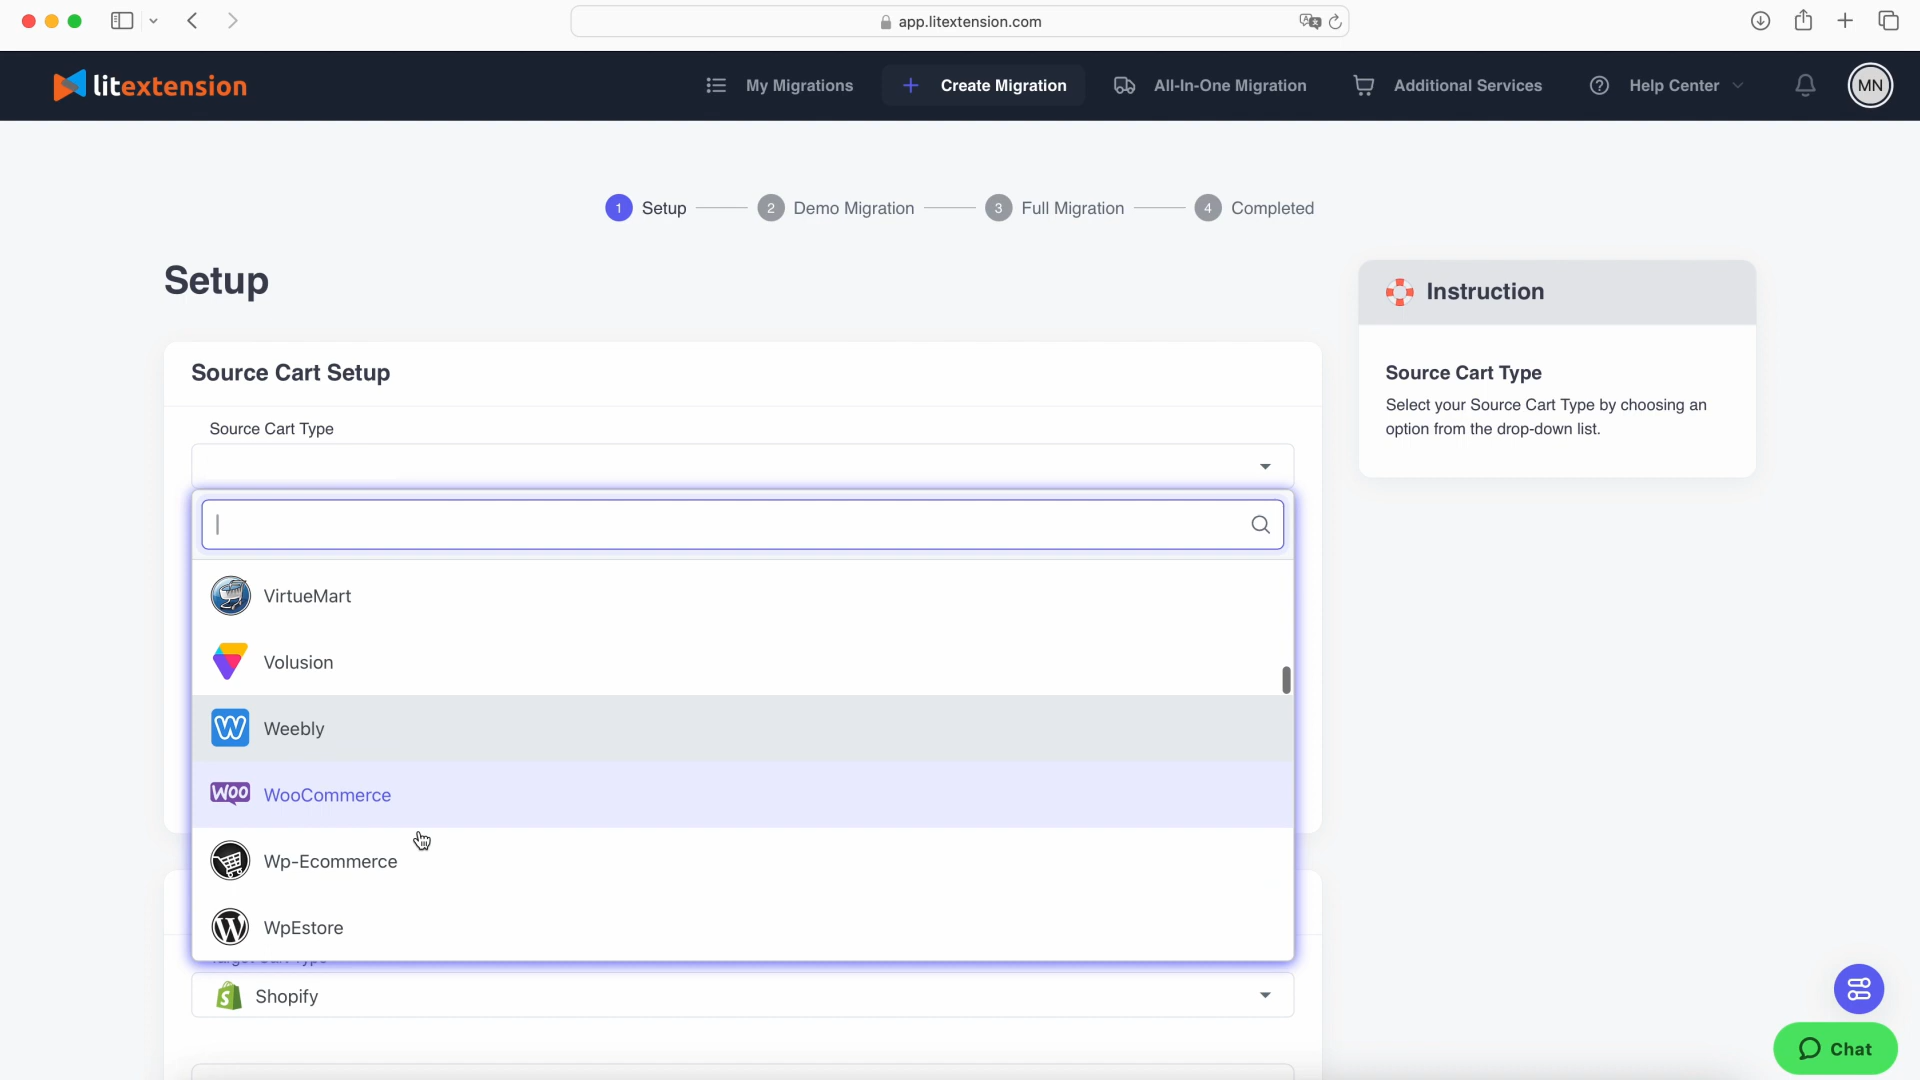 app.litextension.com
litextension
My Migrations
Create Migration
All-In-One Migration
Additional Services
Help Center
MN
1 Setup
2 Demo Migration
3 Full Migration
4 Completed
Setup
Instruction
Source Cart Type
Select your Source Cart Type by choosing an
option from the drop-down list.
Source Cart Setup
Source Cart Type
VirtueMart
Volusion
Weebly
WOO WooCommerce
Wp-Ecommerce
WpEstore
Shopify
Chat